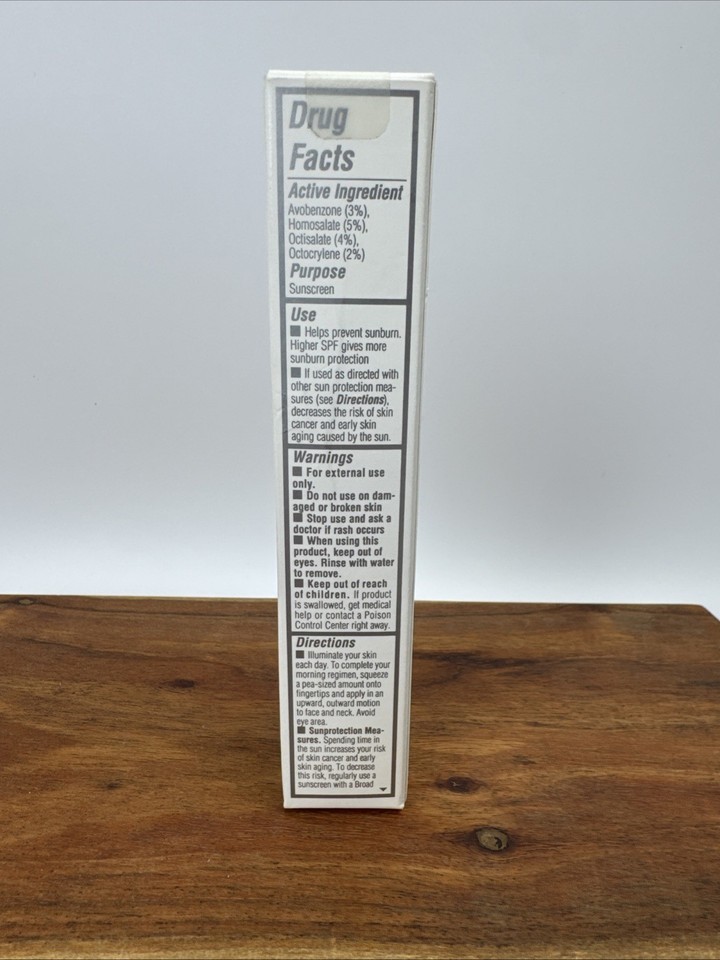 Drug
Facts
Active Ingredient
Avobenzone (3%),
Homosalate (5%),
Octisalate (4%),
Octocrylene (2%)
Purpose
Sunscreen
Use
■ Helps prevent sunburn.
Higher SPF gives more
sunburn protection
■ If used as directed with
other sun protection mea-
sures (see Directions),
decreases the risk of skin
cancer and early skin
aging caused by the sun.
Warnings
■ For external use
only.
■ Do not use on dam-
aged or broken skin
■ Stop use and ask a
doctor if rash occurs
■ When using this
product, keep out of
eyes. Rinse with water
to remove.
■ Keep out of reach
of children. If product
is swallowed, get medical
help or contact a Poison
Control Center right away.
Directions
■ Illuminate your skin
each day. To complete your
morning regimen, squeeze
a pea-sized amount onto
fingertips and apply in an
upward, outward motion
to face and neck. Avoid
eye area.
■ Sunprotection Mea-
sures. Spending time in
the sun increases your risk
of skin cancer and early
skin aging. To decrease
this risk, regularly use a
sunscreen with a Broad